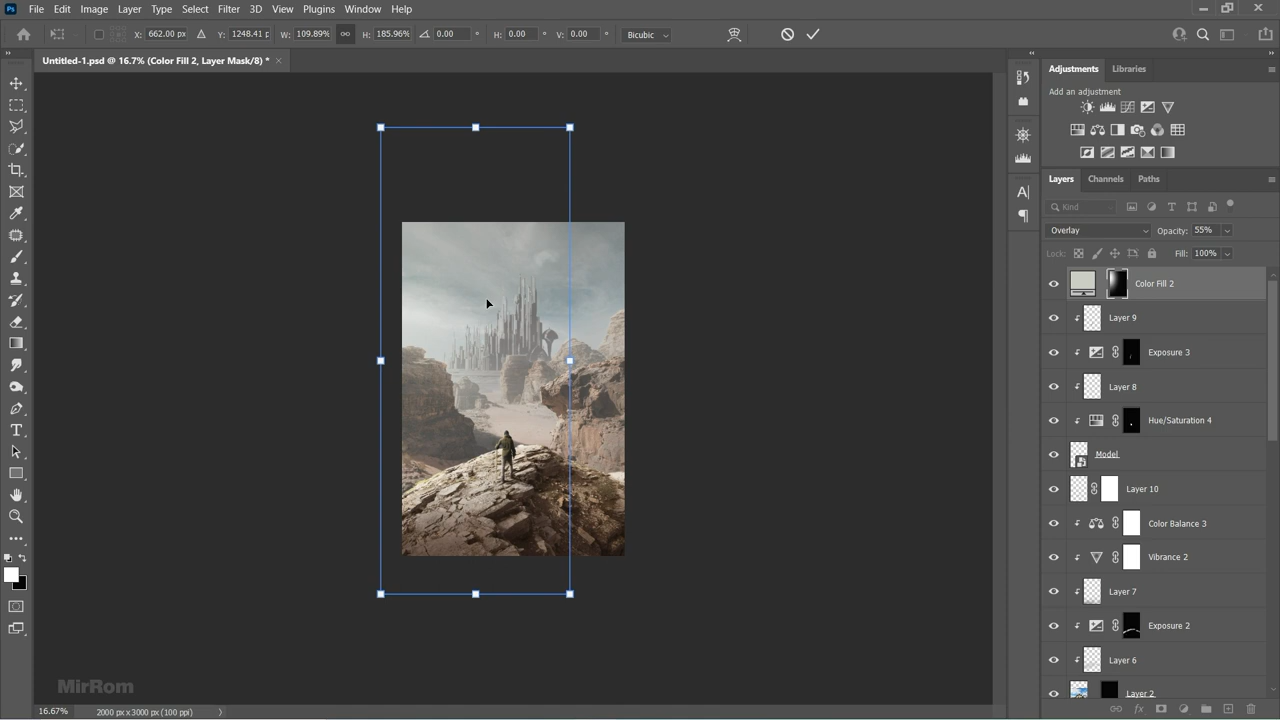 Ps File Edit Image Layer Type Select Filter 3D View Plugins Window Help
X: 662.00 px Y: 1248.41 p W: 109.89% H: 185.96% 0.00 H: 0.00 ° V: 0.00 ° Bicubic
Untitled-1.psd @ 16.7% (Color Fill 2, Layer Mask/8) * ×
Adjustments Libraries
Add an adjustment
Layers Channels Paths
Kind
Overlay Opacity: 55%
Lock: Fill: 100%
Color Fill 2
Layer 9
Exposure 3
Layer 8
Hue/Saturation 4
Model
Layer 10
Color Balance 3
Vibrance 2
Layer 7
Exposure 2
Layer 6
Layer 2
MirRom
16.67% 2000 px x 3000 px (100 ppi)